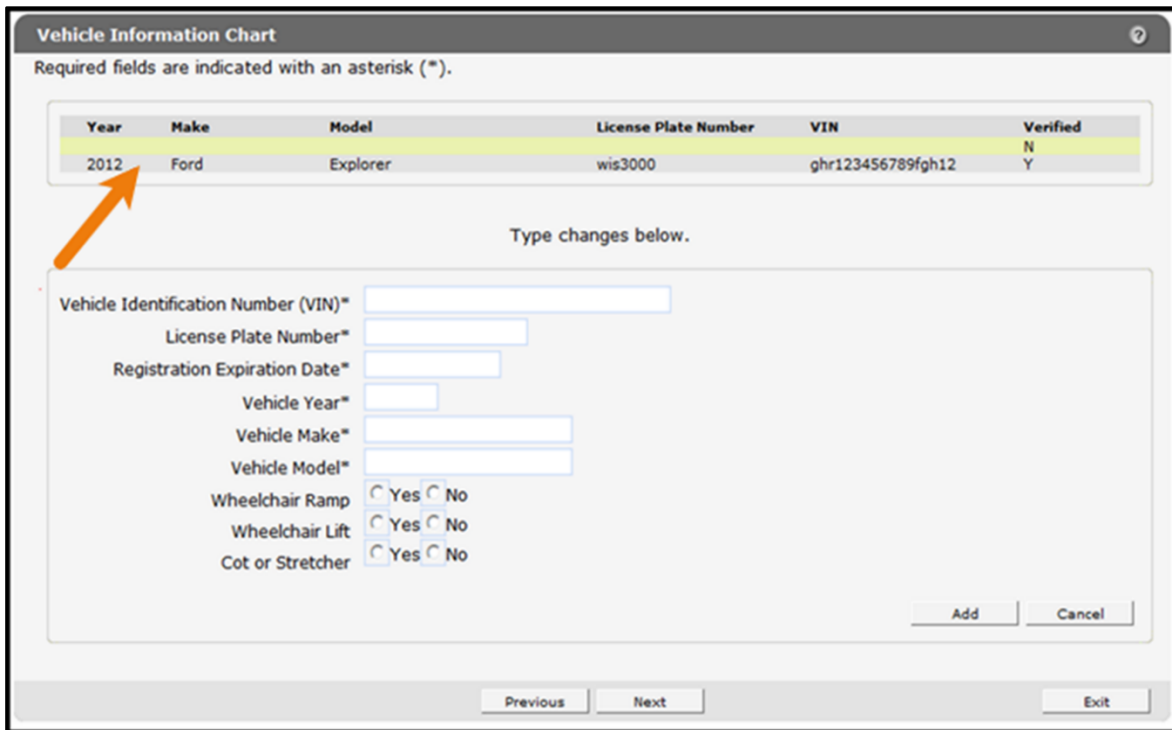 Vehicle Information Chart ?
Required fields are indicated with an asterisk (*).
Year Make Model License Plate Number VIN Verified
N
2012 Ford Explorer wis3000 ghr123456789fgh12 Y
Type changes below.
Vehicle Identification Number (VIN)*
License Plate Number*
Registration Expiration Date*
Vehicle Year*
Vehicle Make*
Vehicle Model*
Wheelchair Ramp Yes No
Wheelchair Lift Yes No
Cot or Stretcher Yes No
Add Cancel
Previous Next Exit